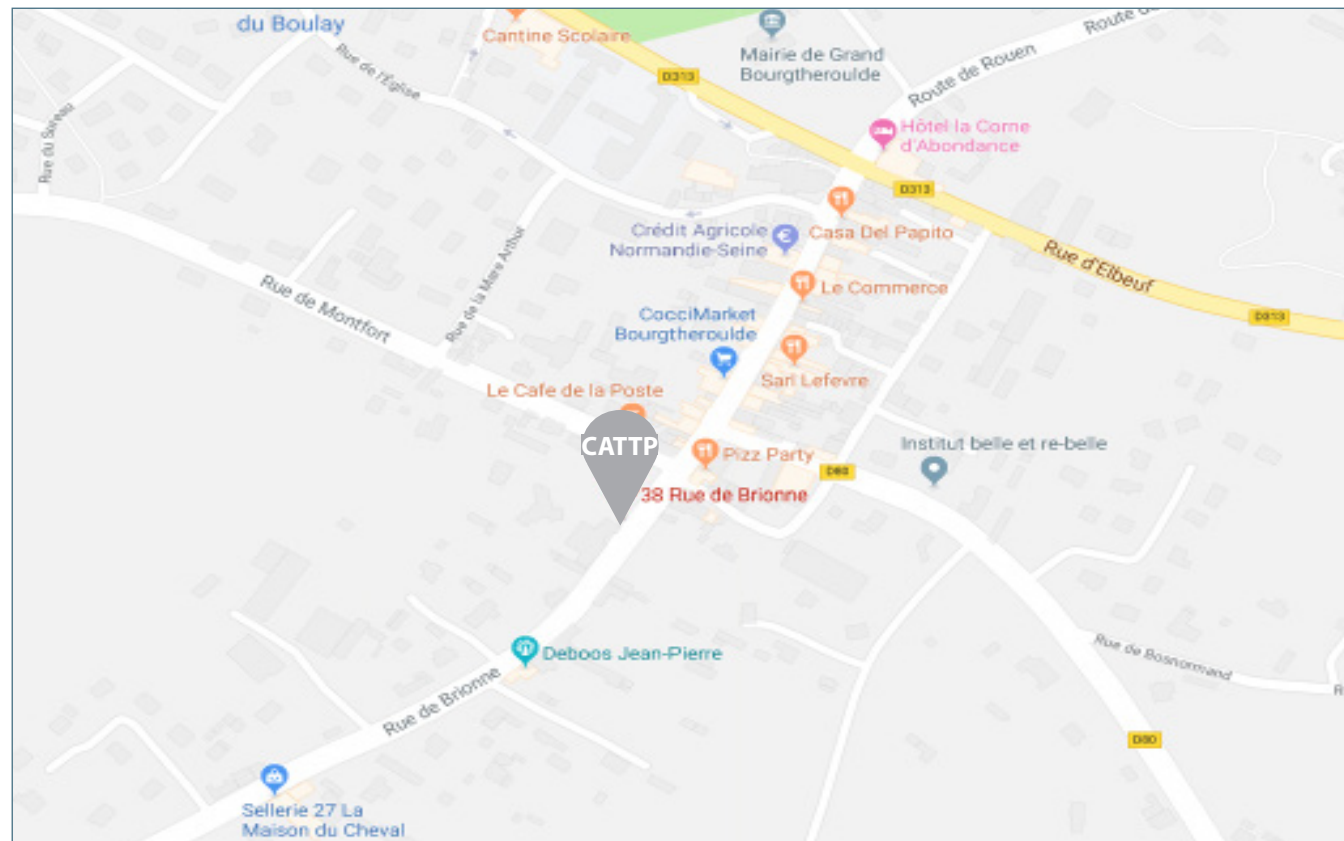 du Boulay
Cantine Scolaire
Route de
Mairie de Grand
Bourgtheroulde
Route de Rouen
D313
Rue de l'Église
Rue du Sureau
Hôtel la Corne
d'Abondance
D313
Crédit Agricole
Normandie-Seine
Casa Del Papito
Rue d'Elbeuf
Le Commerce
Rue de la Mare Arthur
Rue de Montfort
D313
CocciMarket
Bourgtheroulde
Sarl Lefevre
Le Cafe de la Poste
CATTP
Pizz Party
D80
Institut belle et re-belle
38 Rue de Brionne
Rue de Bosnormand
R
Deboos Jean-Pierre
Rue de Brionne
D80
Sellerie 27 La
Maison du Cheval